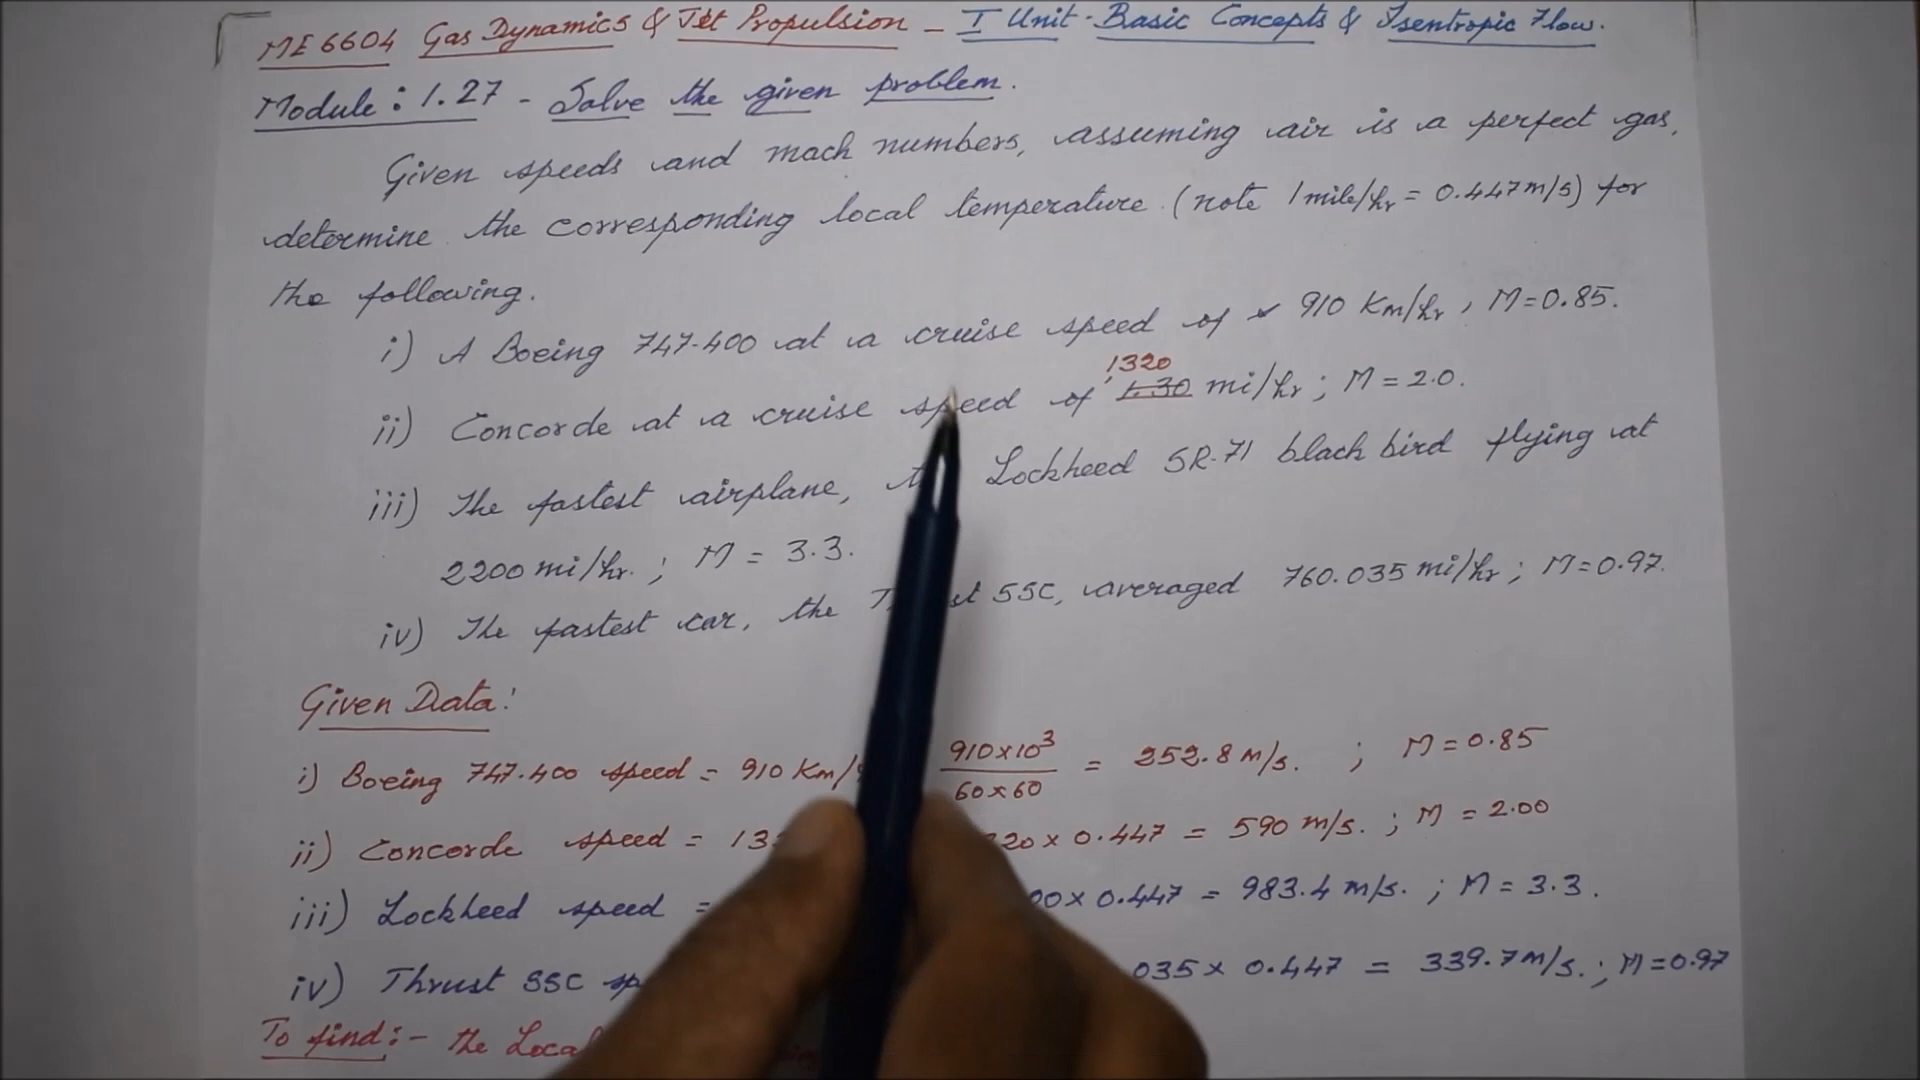 ME 6604 Gas Dynamics & Jet Propulsion - I Unit - Basic Concepts & Isentropic Flow.
Module: 1.27 - Solve the given problem.
Given speeds and mach numbers, assuming air is a perfect gas,
determine the corresponding local temperature (note 1 mile/hr = 0.447 m/s) for
the following.
i) A Boeing 747-400 at a cruise speed of 910 Km/hr, M=0.85.
1320
ii) Concorde at a cruise speed of 1.30 mi/hr; M = 2.0.
iii) The fastest airplane, Lockheed SR-71 black bird flying at
2200 mi/hr. ; M = 3.3.
iv) The fastest car, the SSC, averaged 760.035 mi/hr; M=0.97.
Given Data:
i) Boeing 747-400 speed = 910 Km/ 910×10³/60×60 = 252.8 m/s. ; M = 0.85
ii) Concorde speed = 13 20 × 0.447 = 590 m/s. ; M = 2.00
iii) Lockheed speed = 00 × 0.447 = 983.4 m/s. ; M = 3.3.
iv) Thrust SSC sp 035 × 0.447 = 339.7 m/s. ; M=0.97
To find:- the Local